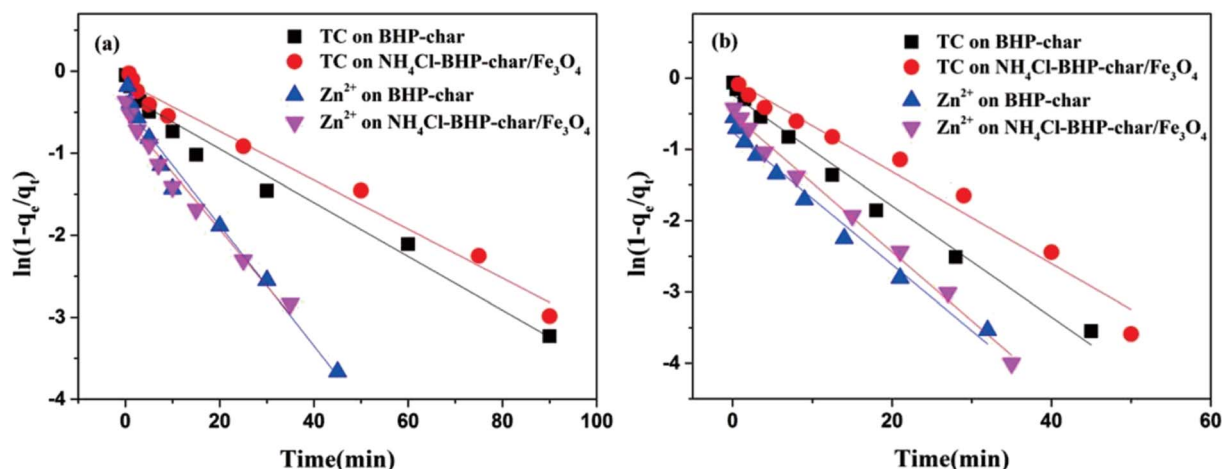 (a)
TC on BHP-char
TC on NH₄Cl-BHP-char/Fe₃O₄
Zn²⁺ on BHP-char
Zn²⁺ on NH₄Cl-BHP-char/Fe₃O₄
0
-1
-2
-3
-4
ln(1-qₑ/qₜ)
0 20 40 60 80 100
Time(min)
(b)
TC on BHP-char
TC on NH₄Cl-BHP-char/Fe₃O₄
Zn²⁺ on BHP-char
Zn²⁺ on NH₄Cl-BHP-char/Fe₃O₄
0
-1
-2
-3
-4
ln(1-qₑ/qₜ)
0 20 40 60
Time(min)